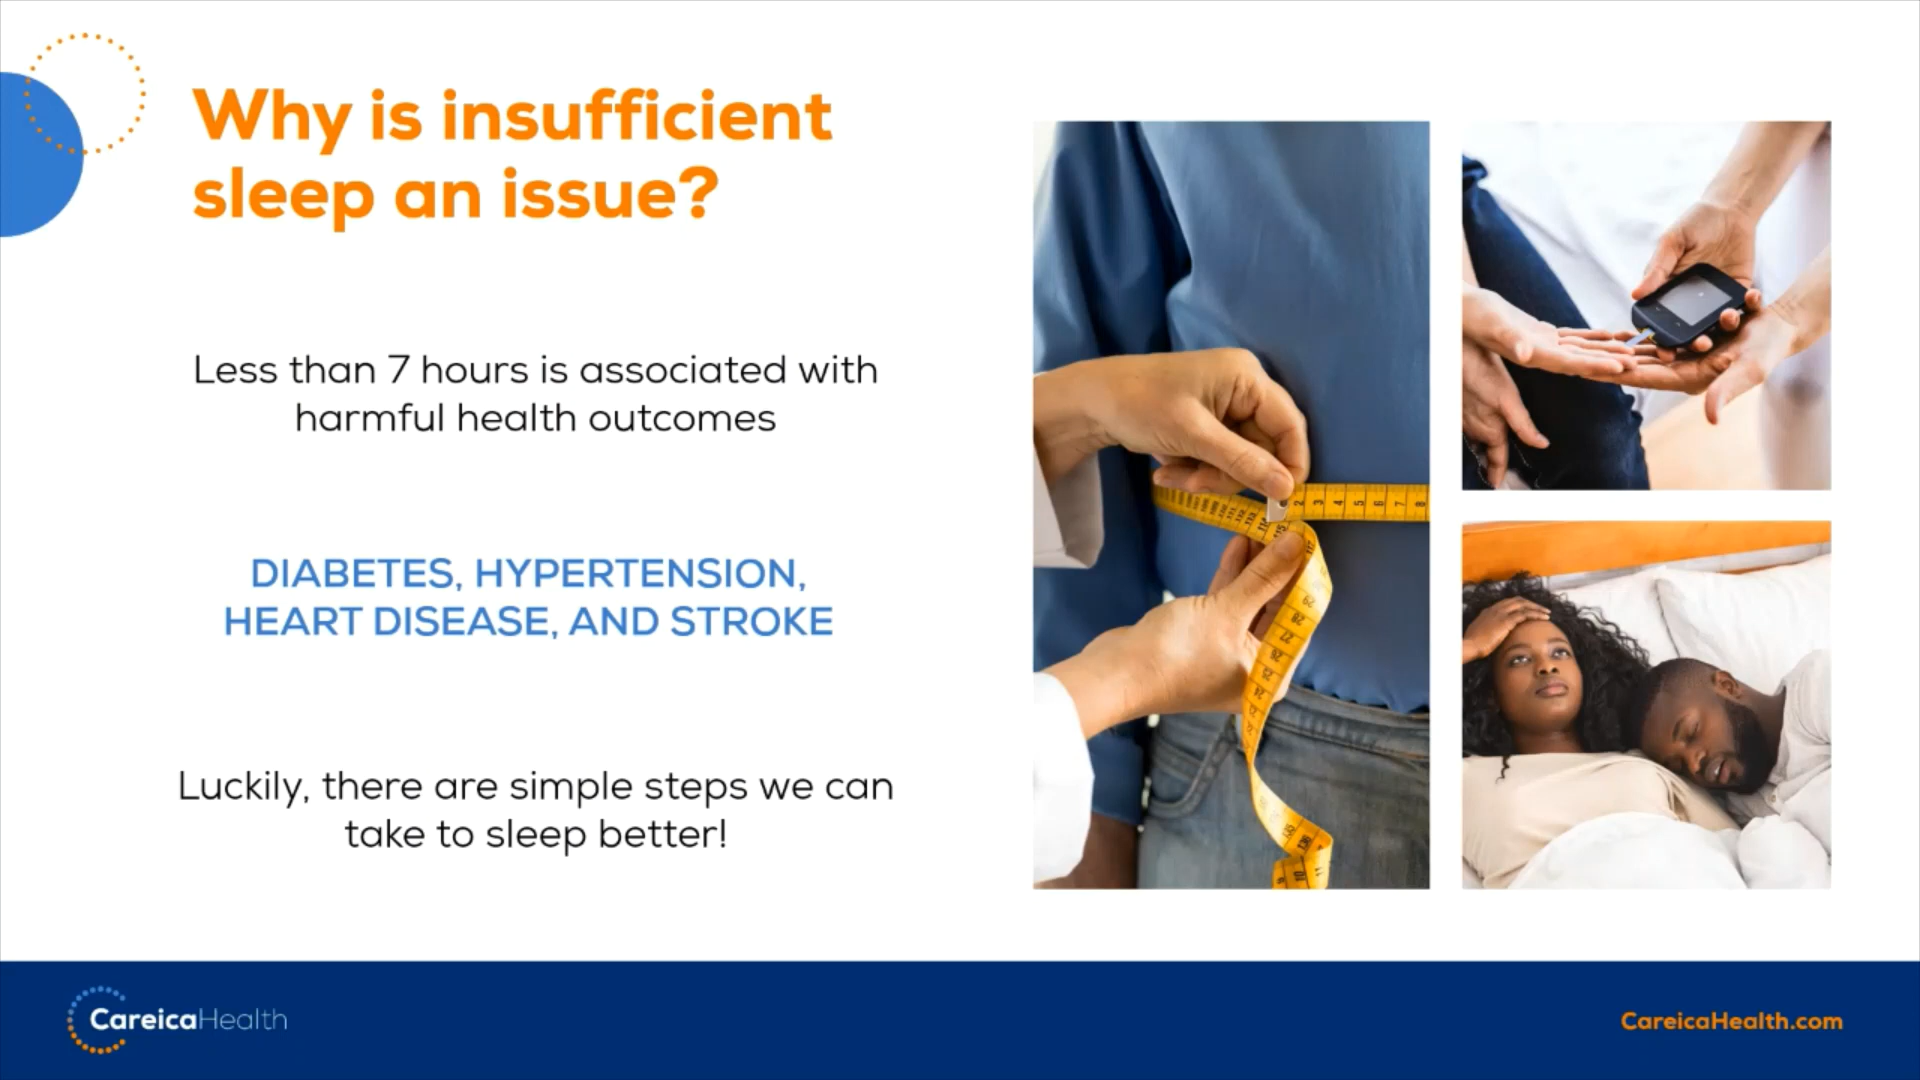 Why is insufficient
sleep an issue?
Less than 7 hours is associated with
harmful health outcomes
DIABETES, HYPERTENSION,
HEART DISEASE, AND STROKE
Luckily, there are simple steps we can
take to sleep better!
CareicaHealth
CareicaHealth.com